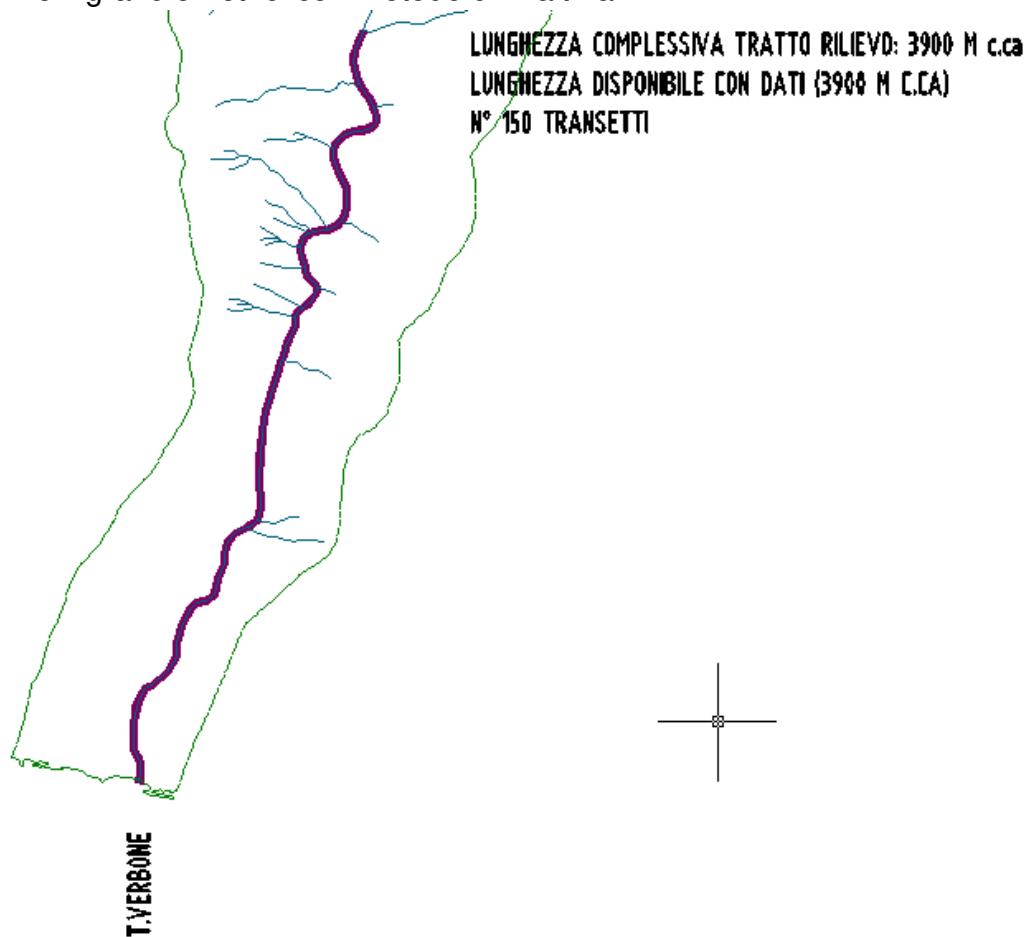 LUNGHEZZA COMPLESSIVA TRATTO RILIEVO: 3900 M c.ca
LUNGHEZZA DISPONIBILE CON DATI (3900 M C.CA)
N° 150 TRANSETTI
T.VERBONE